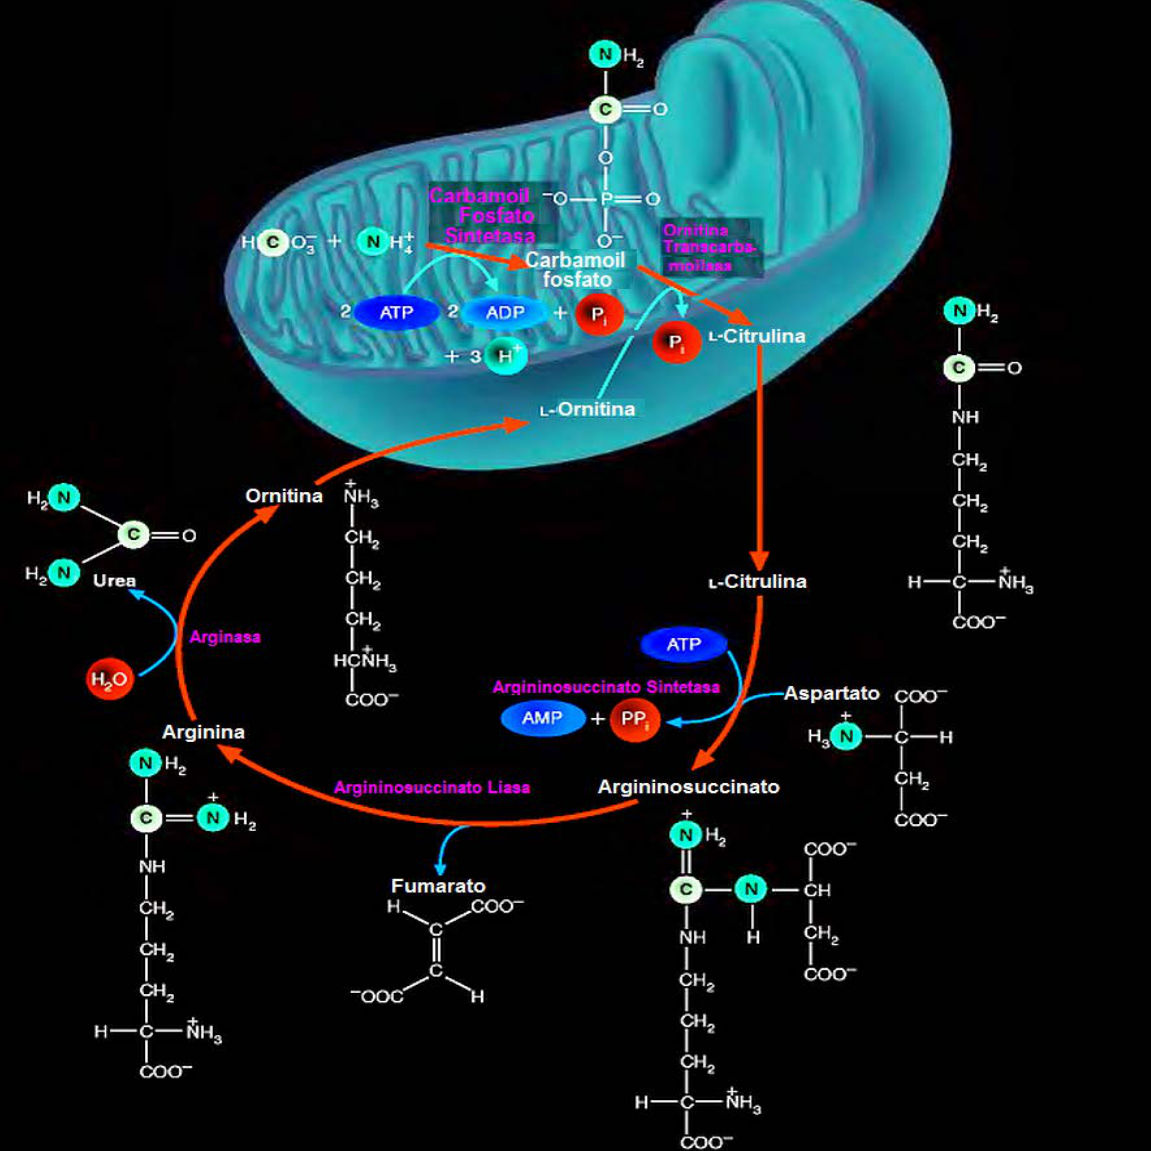 NH₂
C=O
O
⁻O—P=O
O⁻
Carbamoil
Fosfato
Sintetasa
HCO₃⁻ + NH₄⁺
Carbamoil
fosfato
Ornitina
Transcarba-
moilasa
2 ATP 2 ADP + Pi
+ 3 H⁺
Pi
L-Citrulina
L-Ornitina
NH₂
C=O
NH
CH₂
CH₂
CH₂
H—C—⁺NH₃
COO⁻
Ornitina
⁺NH₃
CH₂
CH₂
CH₂
HC⁺NH₃
COO⁻
H₂N
C=O
H₂N
Urea
L-Citrulina
Arginasa
H₂O
ATP
Argininosuccinato Sintetasa
AMP + PPi
Aspartato
COO⁻
H₃⁺N—C—H
CH₂
COO⁻
Arginina
NH₂
C=⁺NH₂
NH
CH₂
CH₂
CH₂
H—C—⁺NH₃
COO⁻
Argininosuccinato Liasa
Argininosuccinato
⁺NH₂
COO⁻
C—N—CH
NH H CH₂
COO⁻
CH₂
CH₂
CH₂
H—C—⁺NH₃
COO⁻
Fumarato
H COO⁻
C
C
⁻OOC H